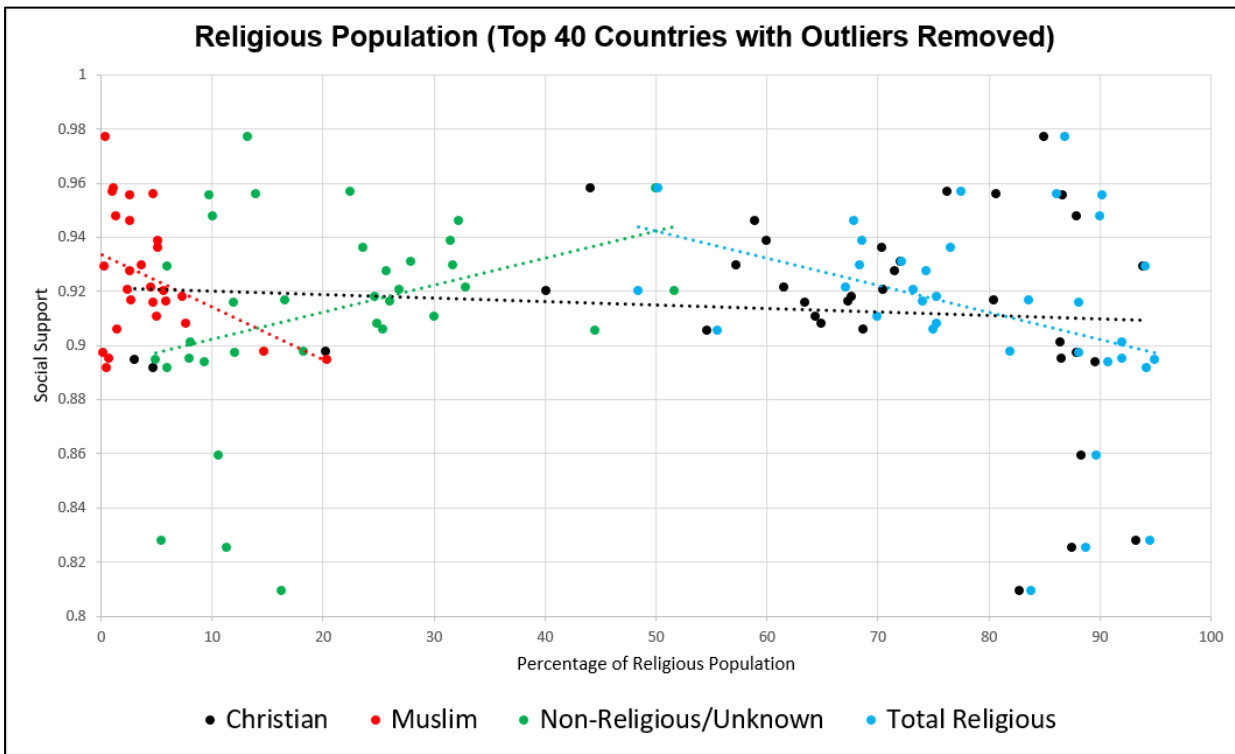 Religious Population (Top 40 Countries with Outliers Removed)
1
0.98
0.96
0.94
0.92
0.9
0.88
0.86
0.84
0.82
0.8
Social Support
0 10 20 30 40 50 60 70 80 90 100
Percentage of Religious Population
Christian Muslim Non-Religious/Unknown Total Religious